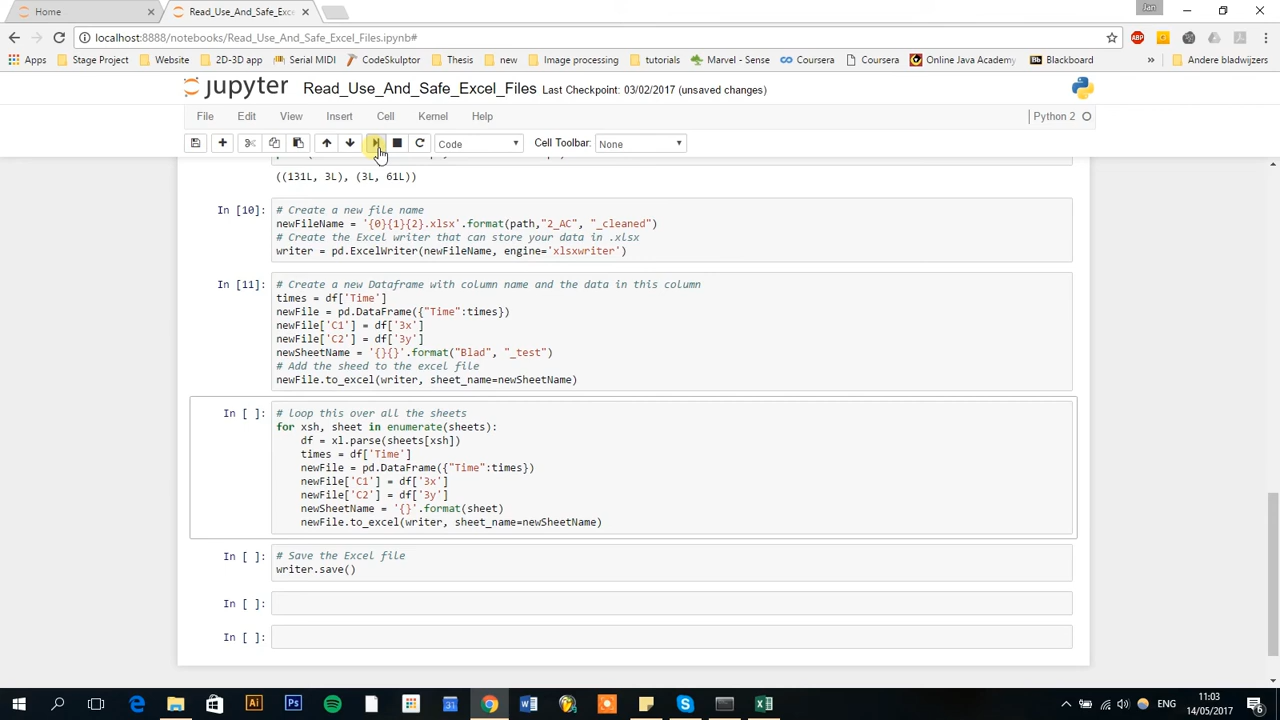 Jan
Home
Read_Use_And_Safe_Exce
localhost:8888/notebooks/Read_Use_And_Safe_Excel_Files.ipynb#
Apps Stage Project Website 2D-3D app Serial MIDI CodeSkulptor Thesis new Image processing tutorials Marvel - Sense Coursera Coursera Online Java Academy Blackboard » Andere bladwijzers
jupyter Read_Use_And_Safe_Excel_Files Last Checkpoint: 03/02/2017 (unsaved changes)
File Edit View Insert Cell Kernel Help Python 2
Code Cell Toolbar: None
((131L, 3L), (3L, 61L))
In [10]: # Create a new file name
newFileName = '{0}{1}{2}.xlsx'.format(path,"2_AC", "_cleaned")
# Create the Excel writer that can store your data in .xlsx
writer = pd.ExcelWriter(newFileName, engine='xlsxwriter')
In [11]: # Create a new Dataframe with column name and the data in this column
times = df['Time']
newFile = pd.DataFrame({"Time":times})
newFile['C1'] = df['3x']
newFile['C2'] = df['3y']
newSheetName = '{}{}'.format("Blad", "_test")
# Add the sheed to the excel file
newFile.to_excel(writer, sheet_name=newSheetName)
In [ ]: # loop this over all the sheets
for xsh, sheet in enumerate(sheets):
df = xl.parse(sheets[xsh])
times = df['Time']
newFile = pd.DataFrame({"Time":times})
newFile['C1'] = df['3x']
newFile['C2'] = df['3y']
newSheetName = '{}'.format(sheet)
newFile.to_excel(writer, sheet_name=newSheetName)
In [ ]: # Save the Excel file
writer.save()
In [ ]:
In [ ]:
ENG
11:03
14/05/2017